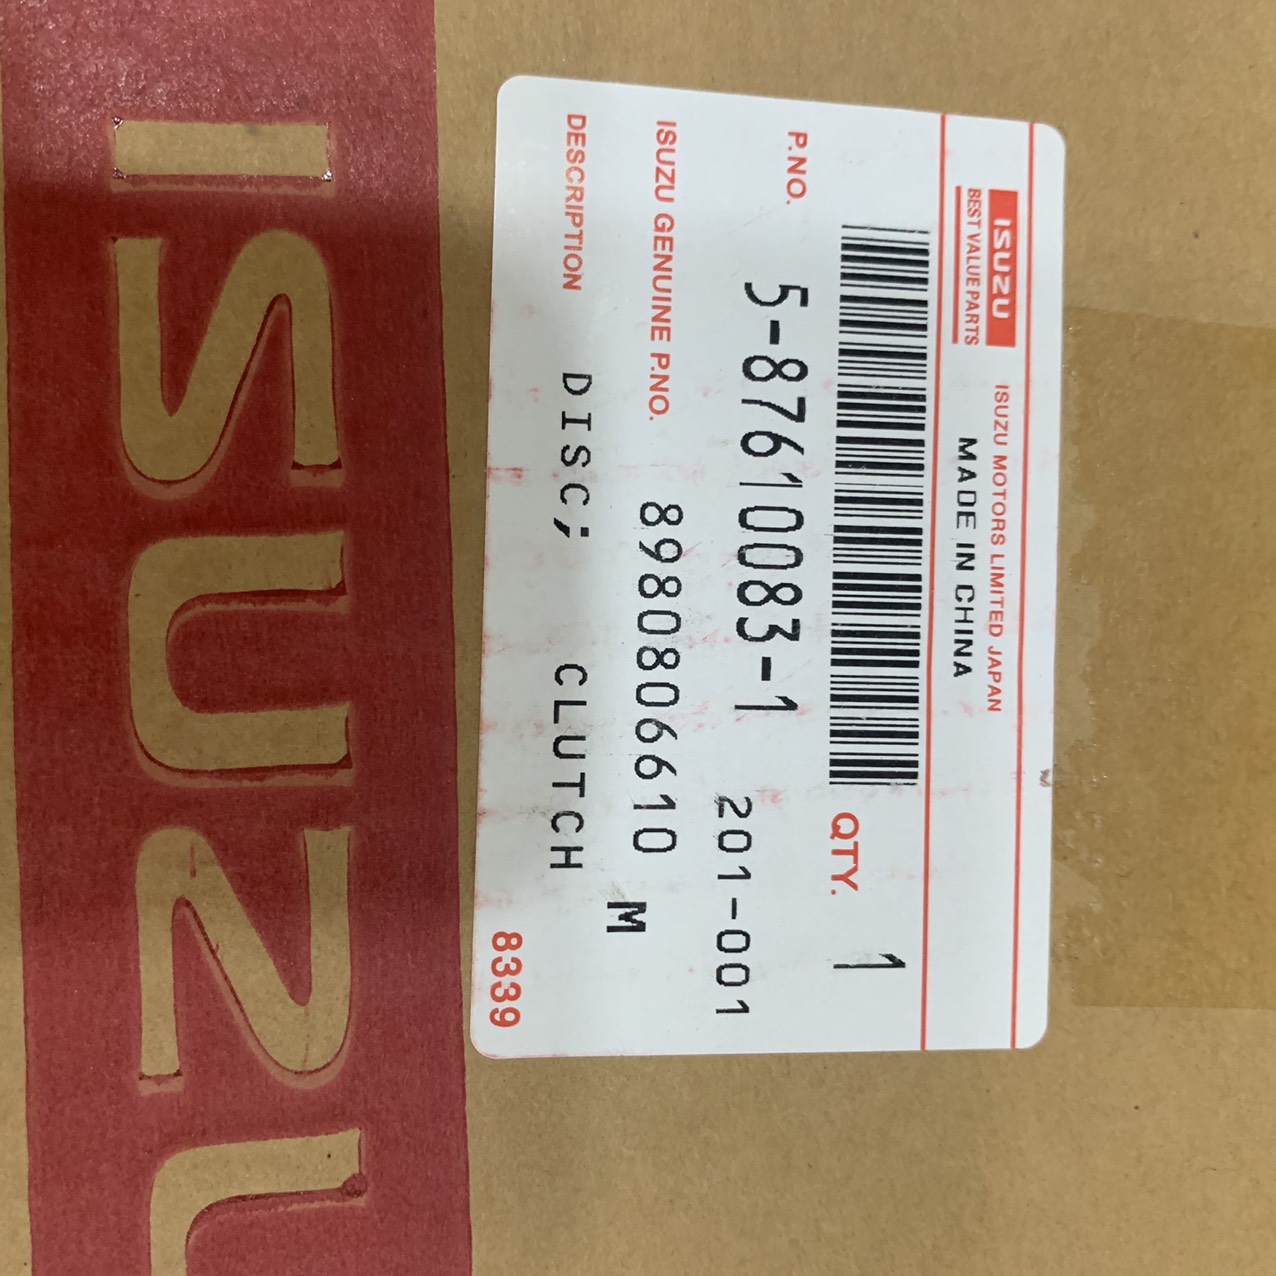 ISUZU
ISUZU MOTORS LIMITED JAPAN
BEST VALUE PARTS
MADE IN CHINA
QTY. 1
P.NO. 5-87610083-1
201-001
ISUZU GENUINE P.NO. 8980806610
M
DESCRIPTION DISC; CLUTCH
8339
ISUZU